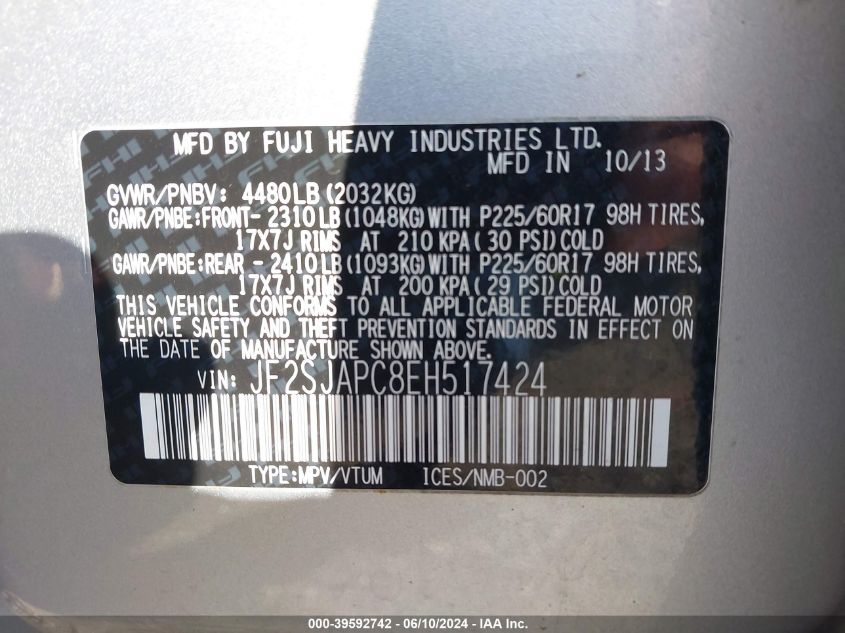 MFD BY FUJI HEAVY INDUSTRIES LTD.
MFD IN 10/13
GVWR/PNBV: 4480LB(2032KG)
GAWR/PNBE:FRONT- 2310LB(1048KG)WITH P225/60R17 98H TIRES,
17X7J RIMS AT 210 KPA(30 PSI)COLD
GAWR/PNBE:REAR - 2410LB(1093KG)WITH P225/60R17 98H TIRES,
17X7J RIMS AT 200 KPA(29 PSI)COLD
THIS VEHICLE CONFORMS TO ALL APPLICABLE FEDERAL MOTOR
VEHICLE SAFETY AND THEFT PREVENTION STANDARDS IN EFFECT ON
THE DATE OF MANUFACTURE SHOWN ABOVE.
VIN: JF2SJAPC8EH517424
TYPE:MPV/VTUM ICES/NMB-002
000-39592742 - 06/10/2024 - IAA Inc.